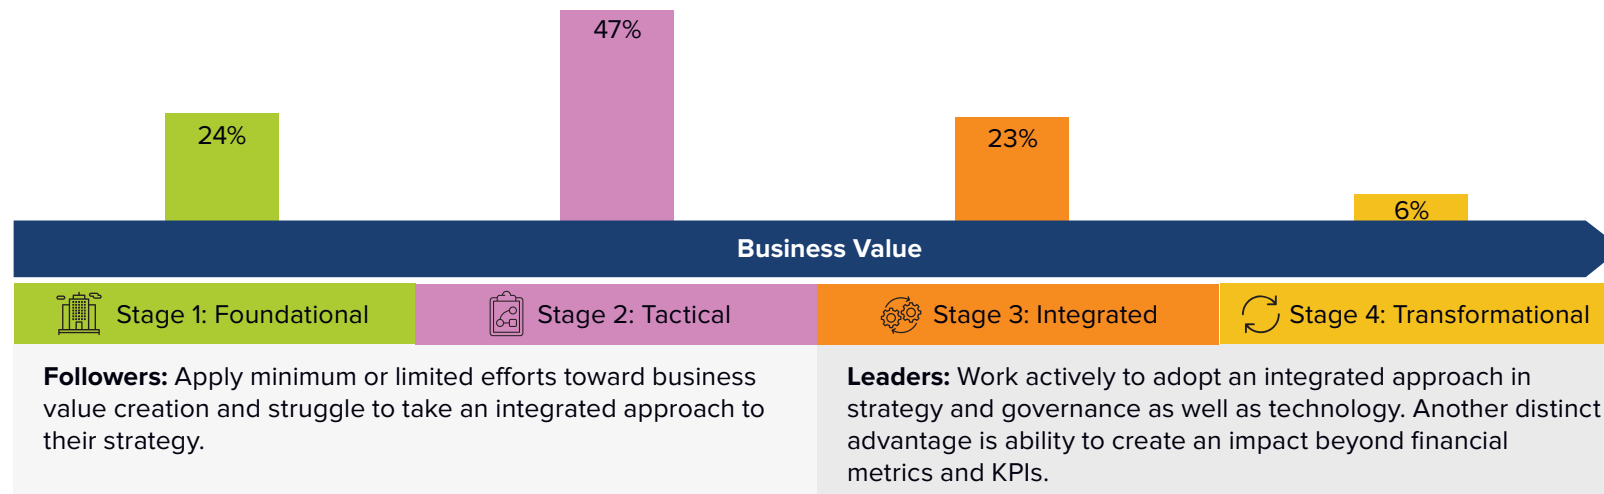 24%
47%
23%
6%
Business Value
Stage 1: Foundational
Stage 2: Tactical
Stage 3: Integrated
Stage 4: Transformational
Followers: Apply minimum or limited efforts toward business
value creation and struggle to take an integrated approach to
their strategy.
Leaders: Work actively to adopt an integrated approach in
strategy and governance as well as technology. Another distinct
advantage is ability to create an impact beyond financial
metrics and KPIs.